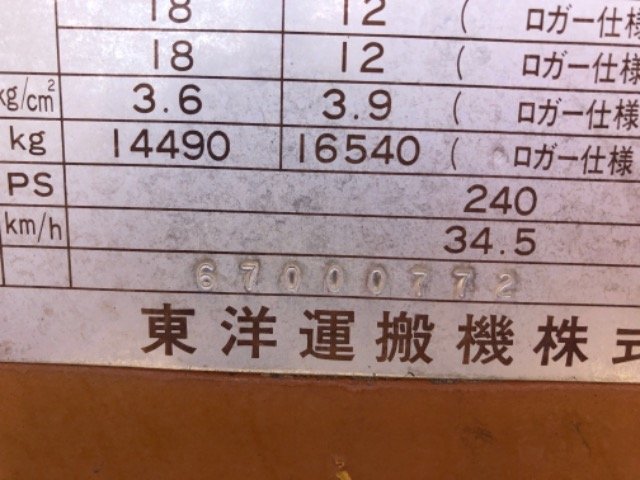 18 12 ( ロガー仕様
18 12 ( ロガー仕様
kg/cm² 3.6 3.9 ( ロガー仕様
kg 14490 16540 ( ロガー仕様
PS 240
km/h 34.5
67000772
東洋運搬機株式